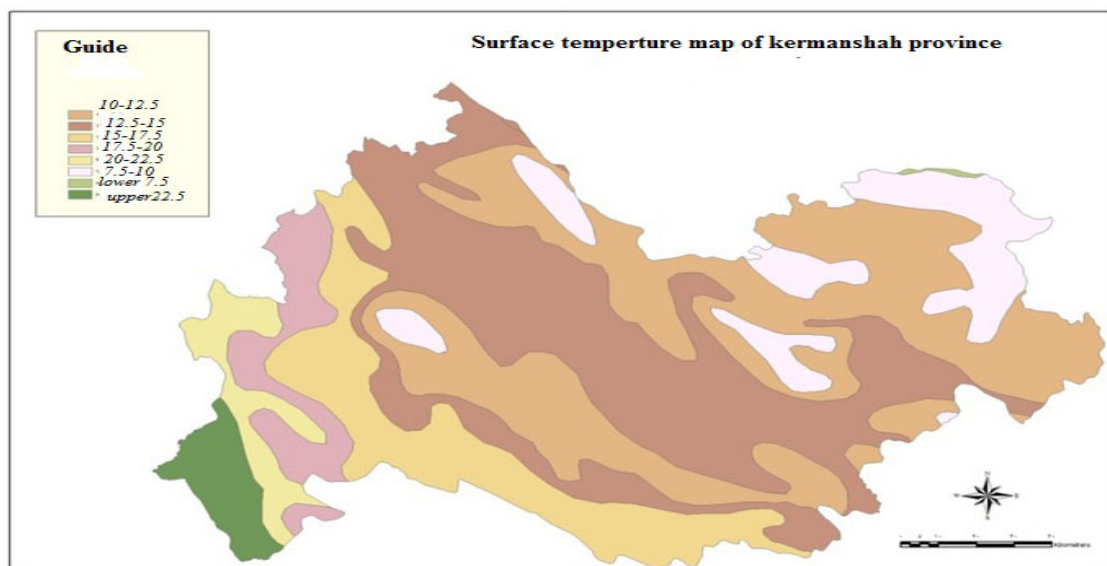 Guide
Surface temperture map of kermanshah province
10-12.5
12.5-15
15-17.5
17.5-20
20-22.5
7.5-10
lower 7.5
upper22.5
N
W
E
S
Kilometers